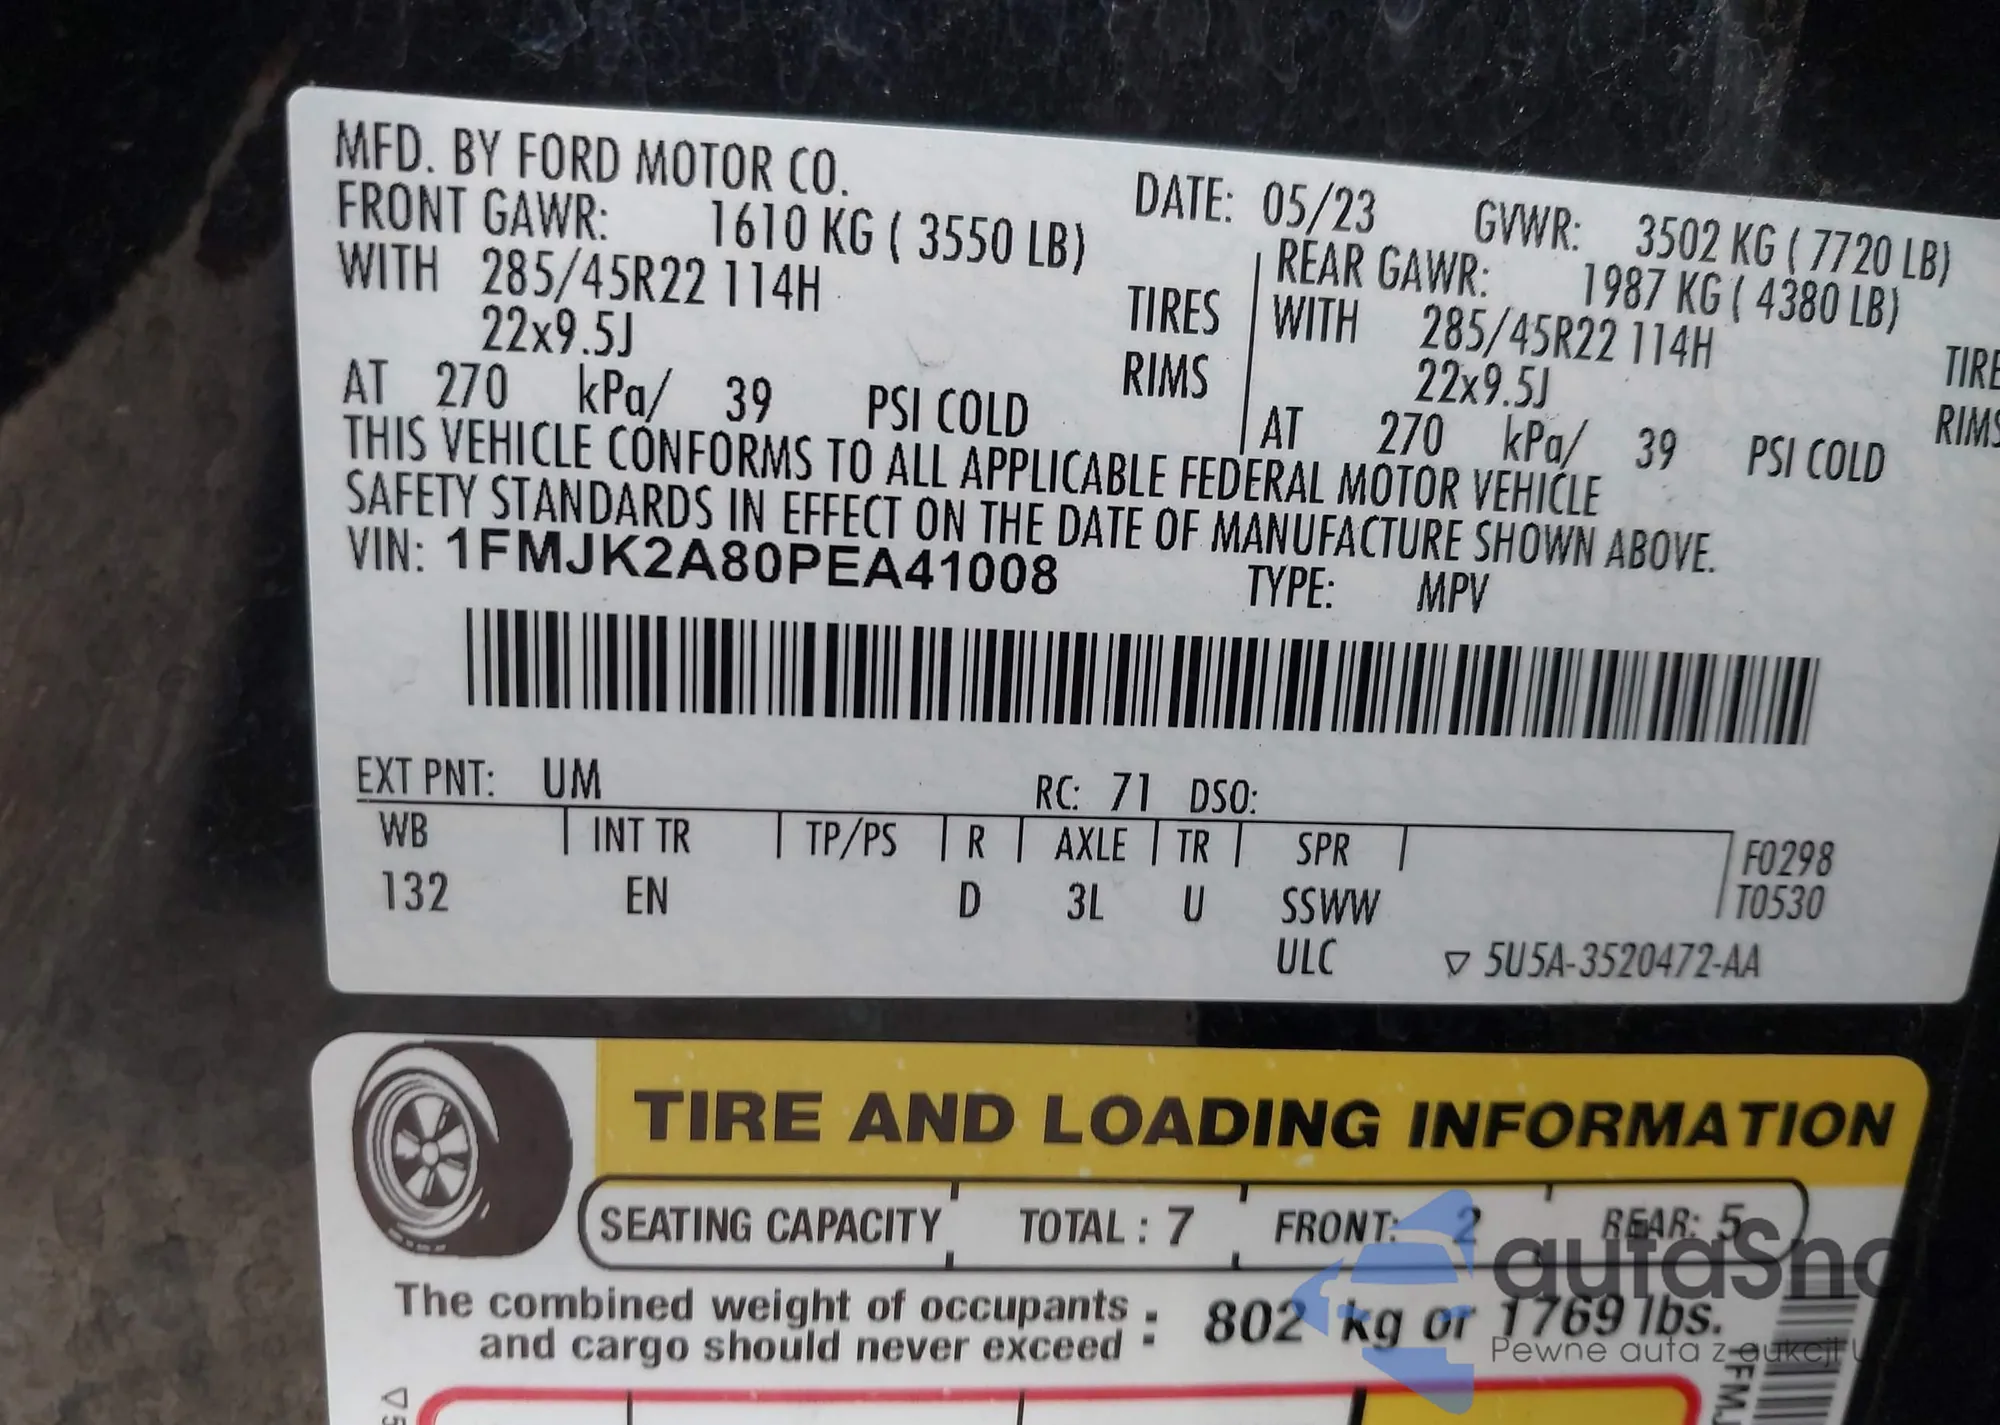 MFD. BY FORD MOTOR CO.
DATE: 05/23 GVWR: 3502 KG ( 7720 LB)
FRONT GAWR: 1610 KG ( 3550 LB)
REAR GAWR: 1987 KG ( 4380 LB)
WITH 285/45R22 114H TIRES
WITH 285/45R22 114H TIRE
22x9.5J RIMS
22x9.5J RIMS
AT 270 kPa/ 39 PSI COLD
AT 270 kPa/ 39 PSI COLD
THIS VEHICLE CONFORMS TO ALL APPLICABLE FEDERAL MOTOR VEHICLE
SAFETY STANDARDS IN EFFECT ON THE DATE OF MANUFACTURE SHOWN ABOVE.
VIN: 1FMJK2A80PEA41008 TYPE: MPV
EXT PNT: UM RC: 71 DSO:
WB INT TR TP/PS R AXLE TR SPR F0298
132 EN D 3L U SSWW T0530
ULC ▽ 5U5A-3520472-AA
TIRE AND LOADING INFORMATION
SEATING CAPACITY TOTAL : 7 FRONT: 2 REAR: 5
The combined weight of occupants
and cargo should never exceed : 802 kg or 1769 lbs.
autaSno
Pewne auta z aukcji U
FMJ